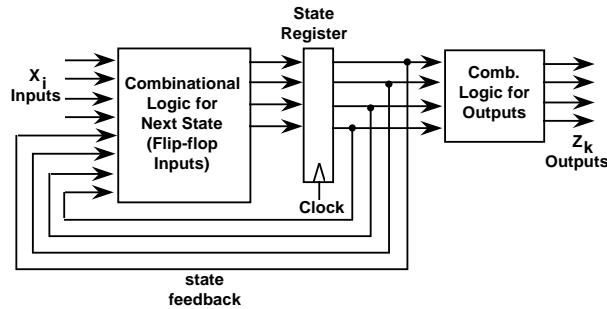 State
Register
X i
Inputs
Combinational
Logic for
Next State
(Flip-flop
Inputs)
Comb.
Logic for
Outputs
Z k
Outputs
Clock
state
feedback